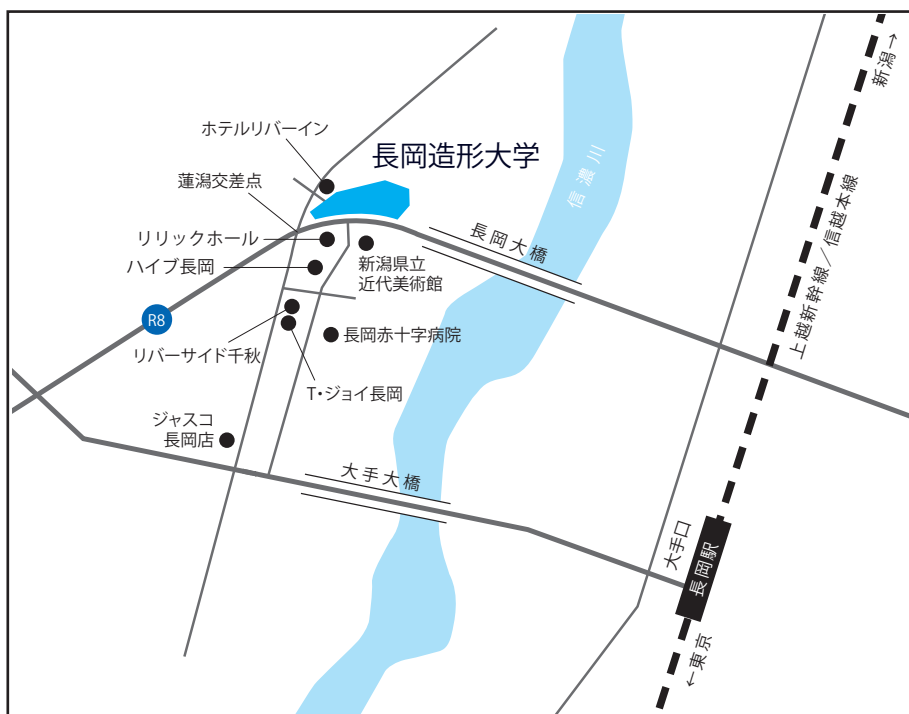 新潟→
ホテルリバーイン
長岡造形大学
蓮潟交差点
信濃川
リリックホール
長岡大橋
ハイブ長岡
新潟県立
近代美術館
上越新幹線／信越本線
R8
リバーサイド千秋
長岡赤十字病院
T・ジョイ長岡
ジャスコ
長岡店
大手大橋
大手口
長岡駅
←東京